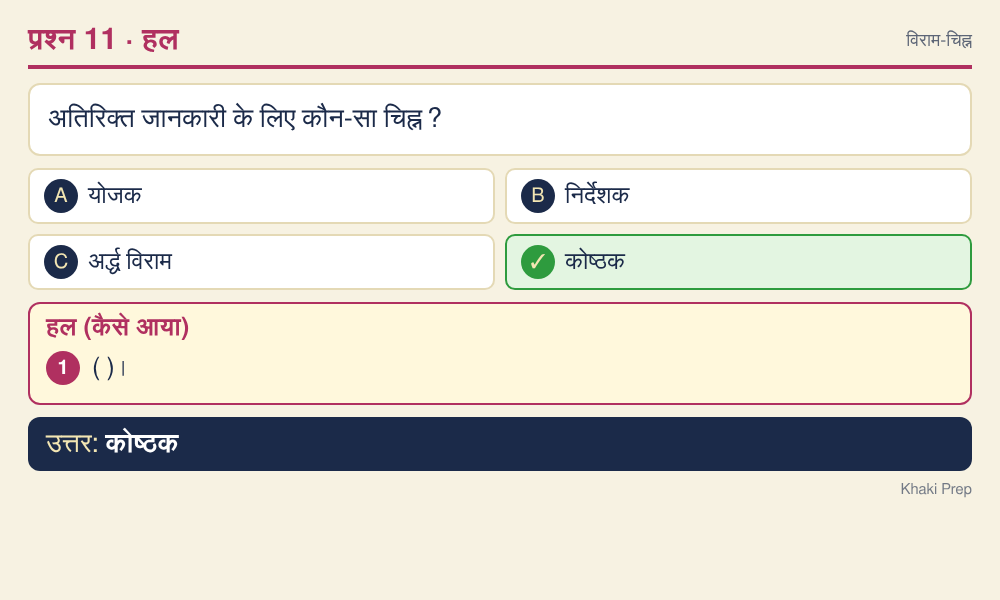 प्रश्न 11 · हल
विराम-चिह्न
अतिरिक्त जानकारी के लिए कौन-सा चिह्न ?
A योजक
B निर्देशक
C अर्द्ध विराम
✓ कोष्ठक
हल (कैसे आया)
1 ( ) ।
उत्तर: कोष्ठक
Khaki Prep